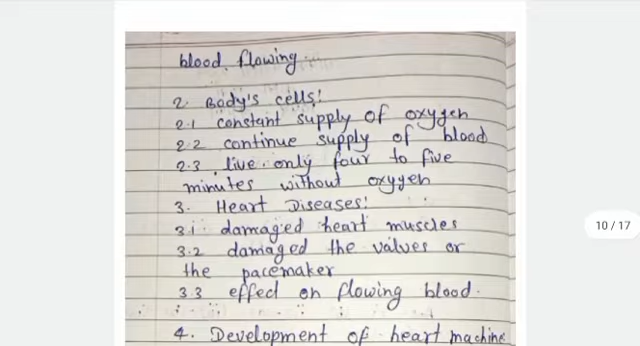 blood flowing.
2. Body's cells!
2.1 constant supply of oxygen
2.2 continue supply of blood
2.3 live only four to five
minutes without oxygen
3. Heart Diseases!
3.1 damaged heart muscles
3.2 damaged the values or
the pacemaker
3.3 effect on flowing blood.
4. Development of heart machine
10 / 17